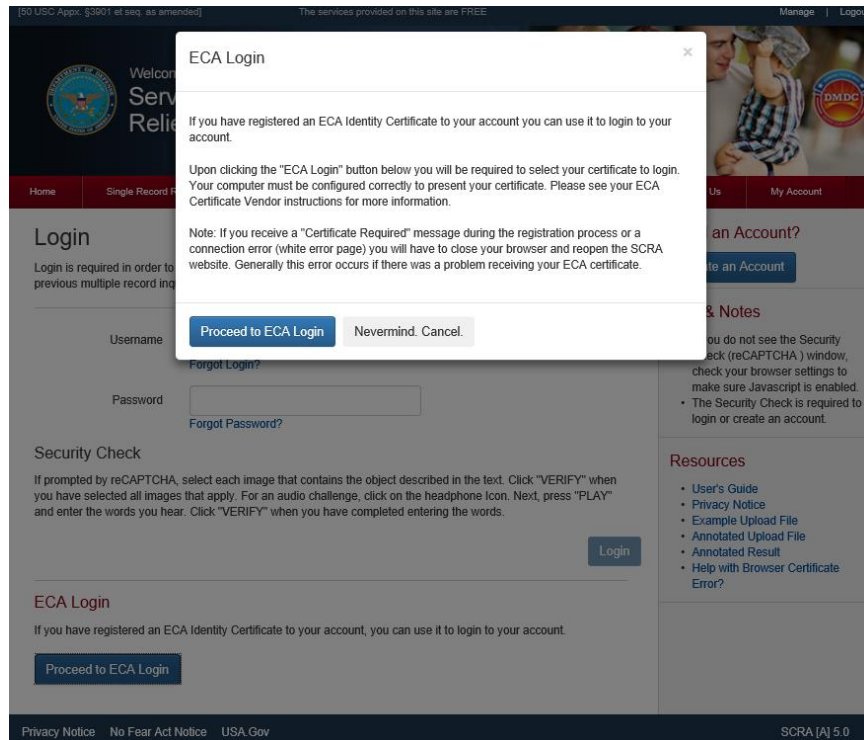 [50 USC Appx. §3901 et seq. as amended]
The services provided on this site are FREE
Manage | Logou
Welcon
Serv
Relie
DMDC
Home
Single Record R
Us
My Account
ECA Login
×
If you have registered an ECA Identity Certificate to your account you can use it to login to your
account.
Upon clicking the "ECA Login" button below you will be required to select your certificate to login.
Your computer must be configured correctly to present your certificate. Please see your ECA
Certificate Vendor instructions for more information.
Note: If you receive a "Certificate Required" message during the registration process or a
connection error (white error page) you will have to close your browser and reopen the SCRA
website. Generally this error occurs if there was a problem receiving your ECA certificate.
Proceed to ECA Login
Nevermind. Cancel.
Login
Login is required in order to
previous multiple record inq
Username
Forgot Login?
Password
Forgot Password?
Security Check
If prompted by reCAPTCHA, select each image that contains the object described in the text. Click "VERIFY" when
you have selected all images that apply. For an audio challenge, click on the headphone Icon. Next, press "PLAY"
and enter the words you hear. Click "VERIFY" when you have completed entering the words.
Login
ECA Login
If you have registered an ECA Identity Certificate to your account, you can use it to login to your account.
Proceed to ECA Login
an Account?
te an Account
& Notes
ou do not see the Security
eck (reCAPTCHA ) window,
check your browser settings to
make sure Javascript is enabled.
• The Security Check is required to
login or create an account.
Resources
• User's Guide
• Privacy Notice
• Example Upload File
• Annotated Upload File
• Annotated Result
• Help with Browser Certificate
Error?
Privacy Notice No Fear Act Notice USA.Gov
SCRA [A] 5.0